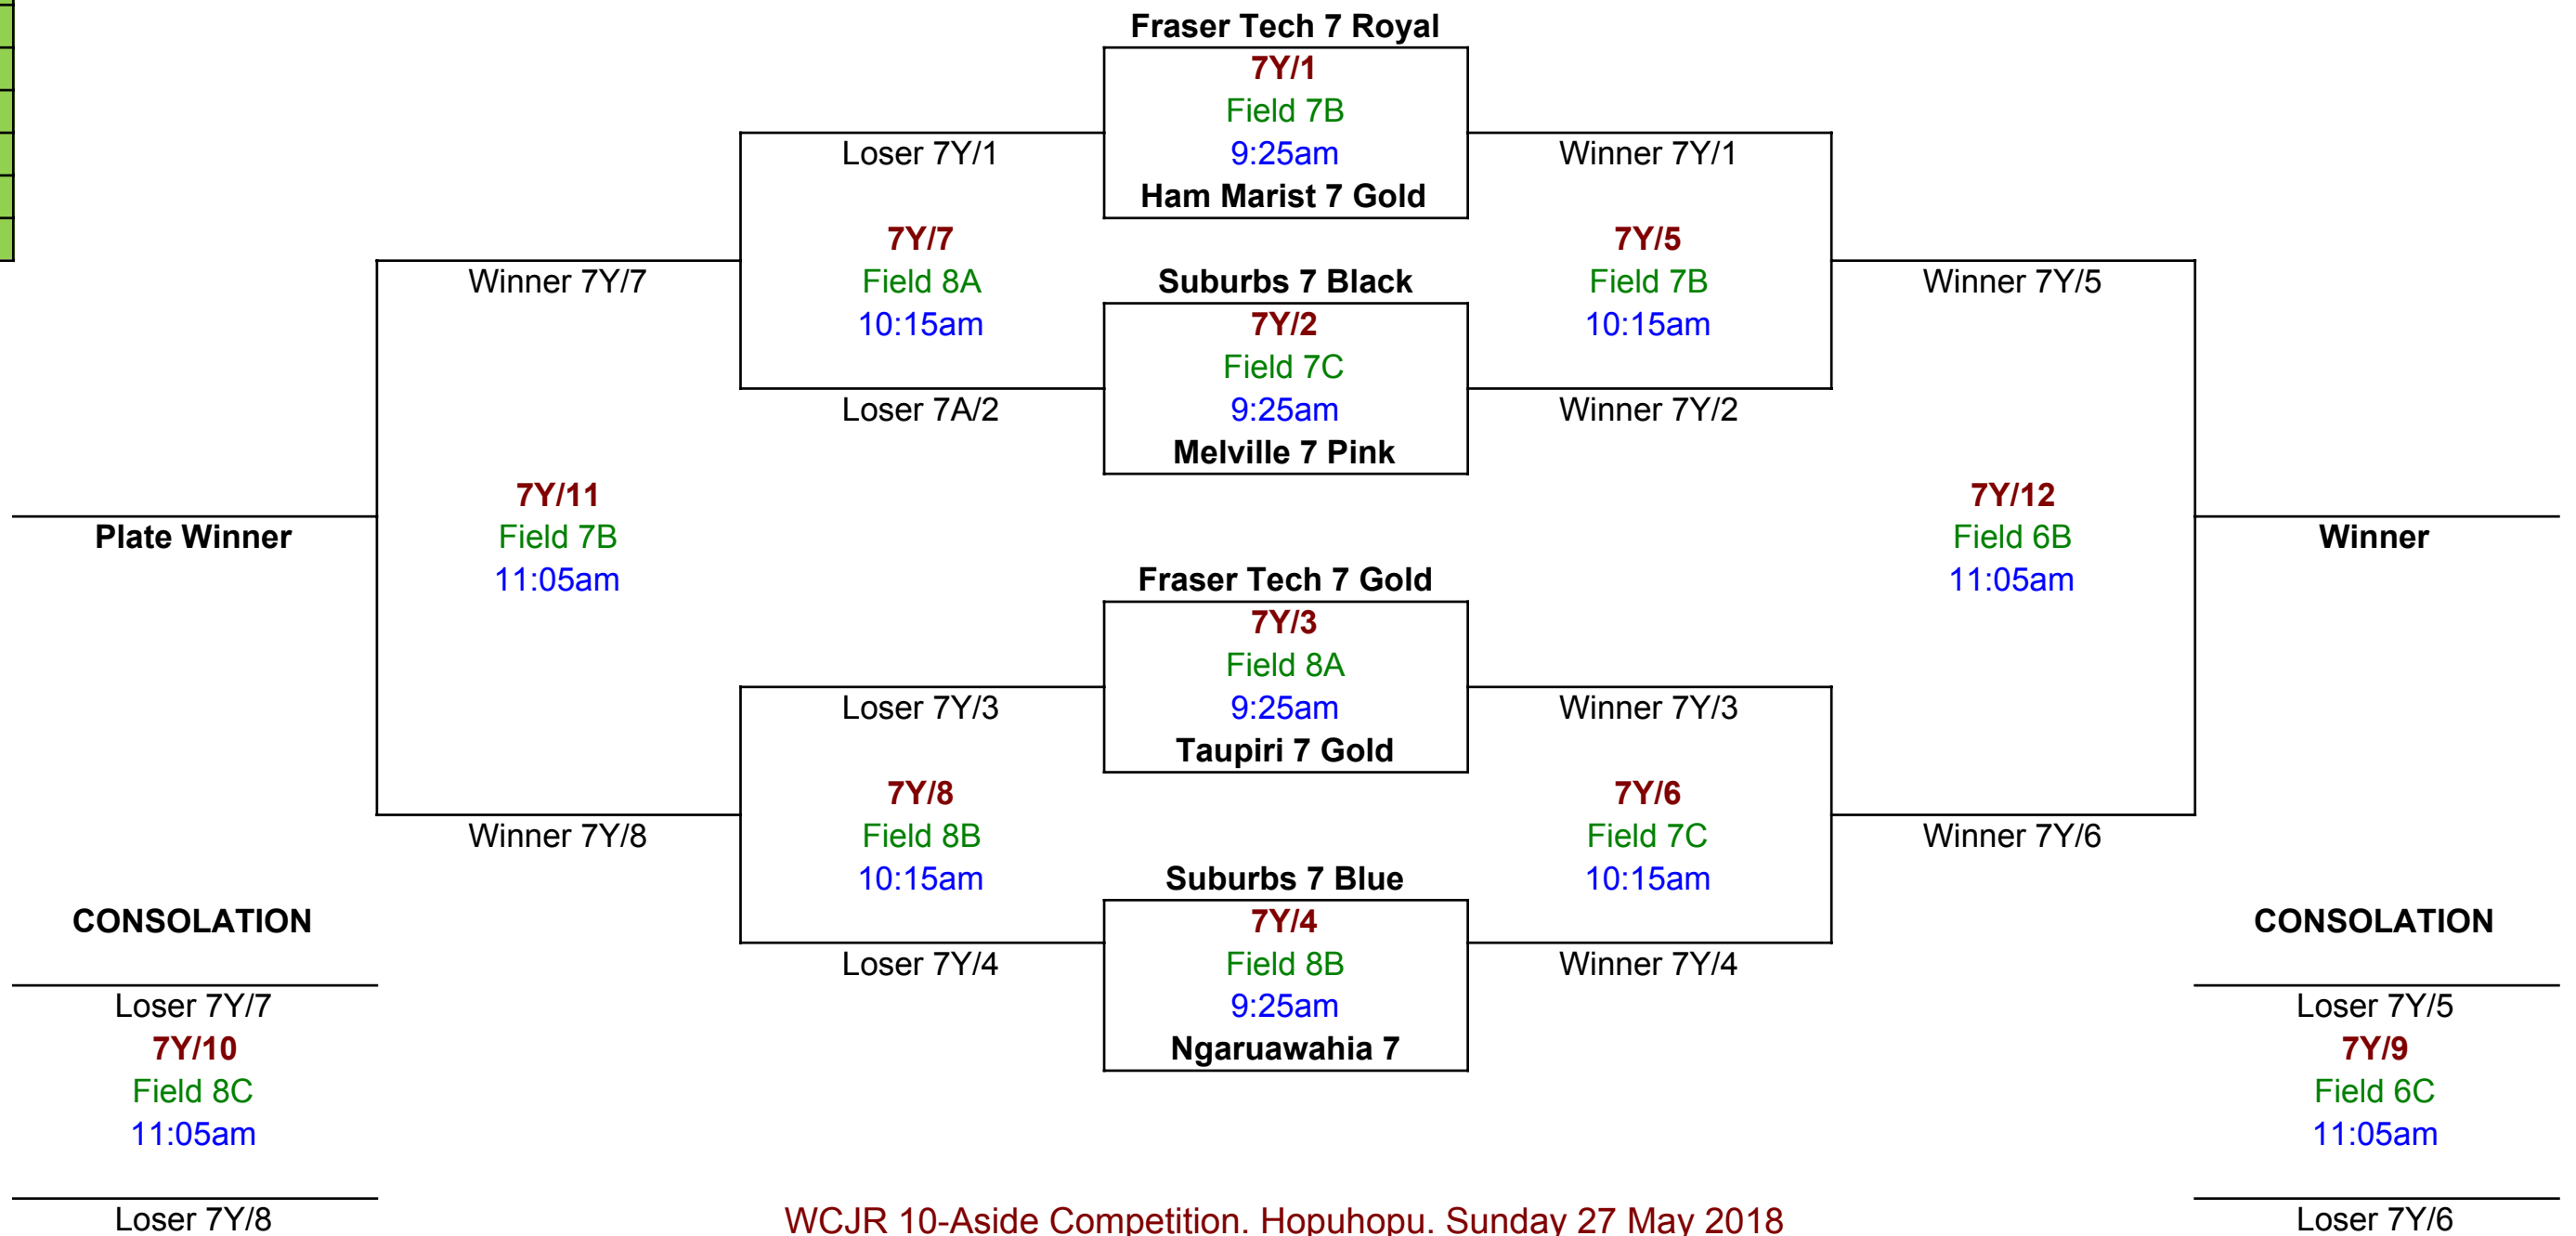 Fraser Tech 7 Royal
7Y/1
Field 7B
Loser 7Y/1 9:25am Winner 7Y/1
Ham Marist 7 Gold
7Y/7 7Y/5
Winner 7Y/7 Field 8A Suburbs 7 Black Field 7B Winner 7Y/5
10:15am 7Y/2 10:15am
Field 7C
Loser 7A/2 9:25am Winner 7Y/2
Melville 7 Pink
7Y/11 7Y/12
Plate Winner Field 7B Field 6B Winner
11:05am Fraser Tech 7 Gold 11:05am
7Y/3
Field 8A
Loser 7Y/3 9:25am Winner 7Y/3
Taupiri 7 Gold
7Y/8 7Y/6
Winner 7Y/8 Field 8B Field 7C Winner 7Y/6
10:15am Suburbs 7 Blue 10:15am
CONSOLATION 7Y/4 CONSOLATION
Loser 7Y/4 Field 8B Winner 7Y/4
Loser 7Y/7 9:25am Loser 7Y/5
7Y/10 Ngaruawahia 7 7Y/9
Field 8C Field 6C
11:05am 11:05am
Loser 7Y/8 WCJR 10-Aside Competition. Hopuhopu. Sunday 27 May 2018 Loser 7Y/6